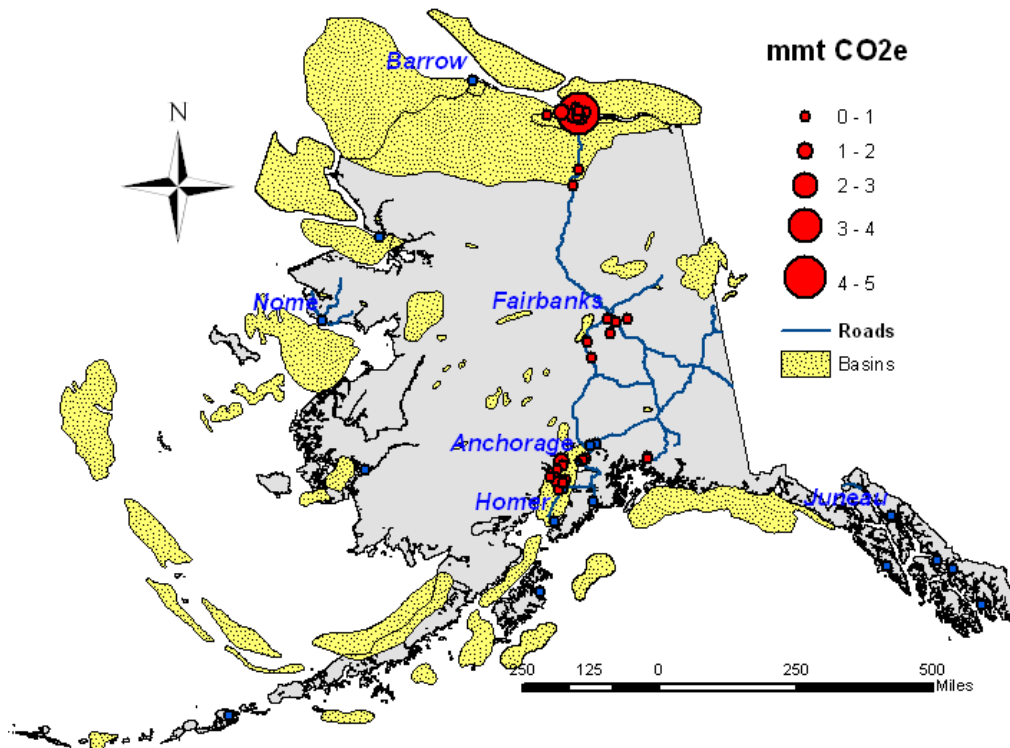 mmt CO2e
Barrow
N
0 - 1
1 - 2
2 - 3
3 - 4
4 - 5
Nome
Fairbanks
Roads
Basins
Anchorage
Homer
Juneau
250 125 0 250 500
Miles